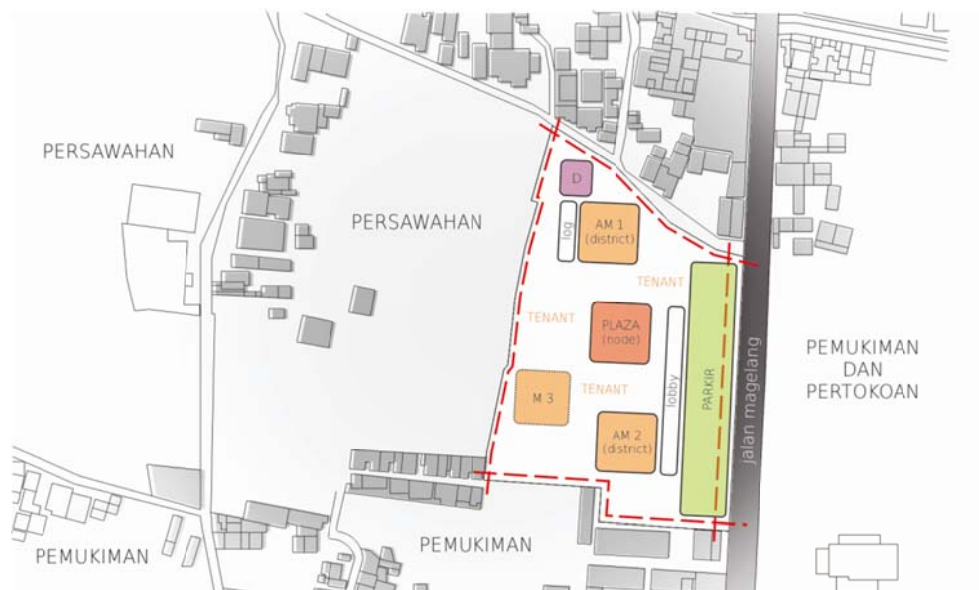 PERSAWAHAN
PERSAWAHAN
D
log
AM 1
(district)
TENANT
TENANT
PLAZA
(node)
TENANT
M 3
AM 2
(district)
lobby
PARKIR
jalan magelang
PEMUKIMAN
DAN
PERTOKOAN
PEMUKIMAN
PEMUKIMAN